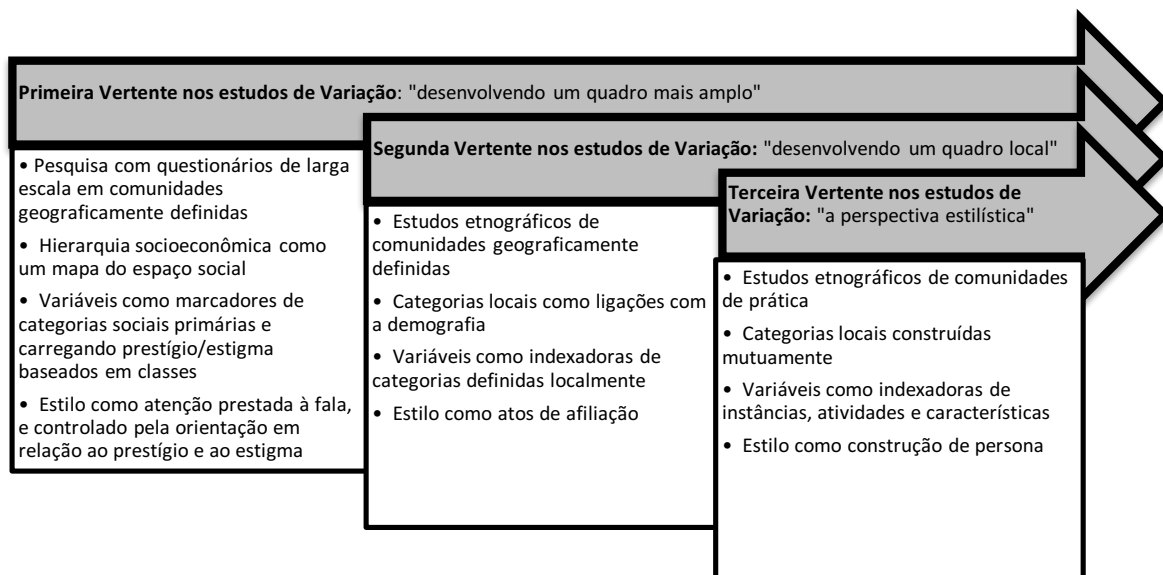 Primeira Vertente nos estudos de Variação: "desenvolvendo um quadro mais amplo"
• Pesquisa com questionários de larga
escala em comunidades
geograficamente definidas
• Hierarquia socioeconômica como
um mapa do espaço social
• Variáveis como marcadores de
categorias sociais primárias e
carregando prestígio/estigma
baseados em classes
• Estilo como atenção prestada à fala,
e controlado pela orientação em
relação ao prestígio e ao estigma
Segunda Vertente nos estudos de Variação: "desenvolvendo um quadro local"
• Estudos etnográficos de
comunidades geograficamente
definidas
• Categorias locais como ligações com
a demografia
• Variáveis como indexadoras de
categorias definidas localmente
• Estilo como atos de afiliação
Terceira Vertente nos estudos de
Variação: "a perspectiva estilística"
• Estudos etnográficos de comunidades
de prática
• Categorias locais construídas
mutuamente
• Variáveis como indexadoras de
instâncias, atividades e características
• Estilo como construção de persona